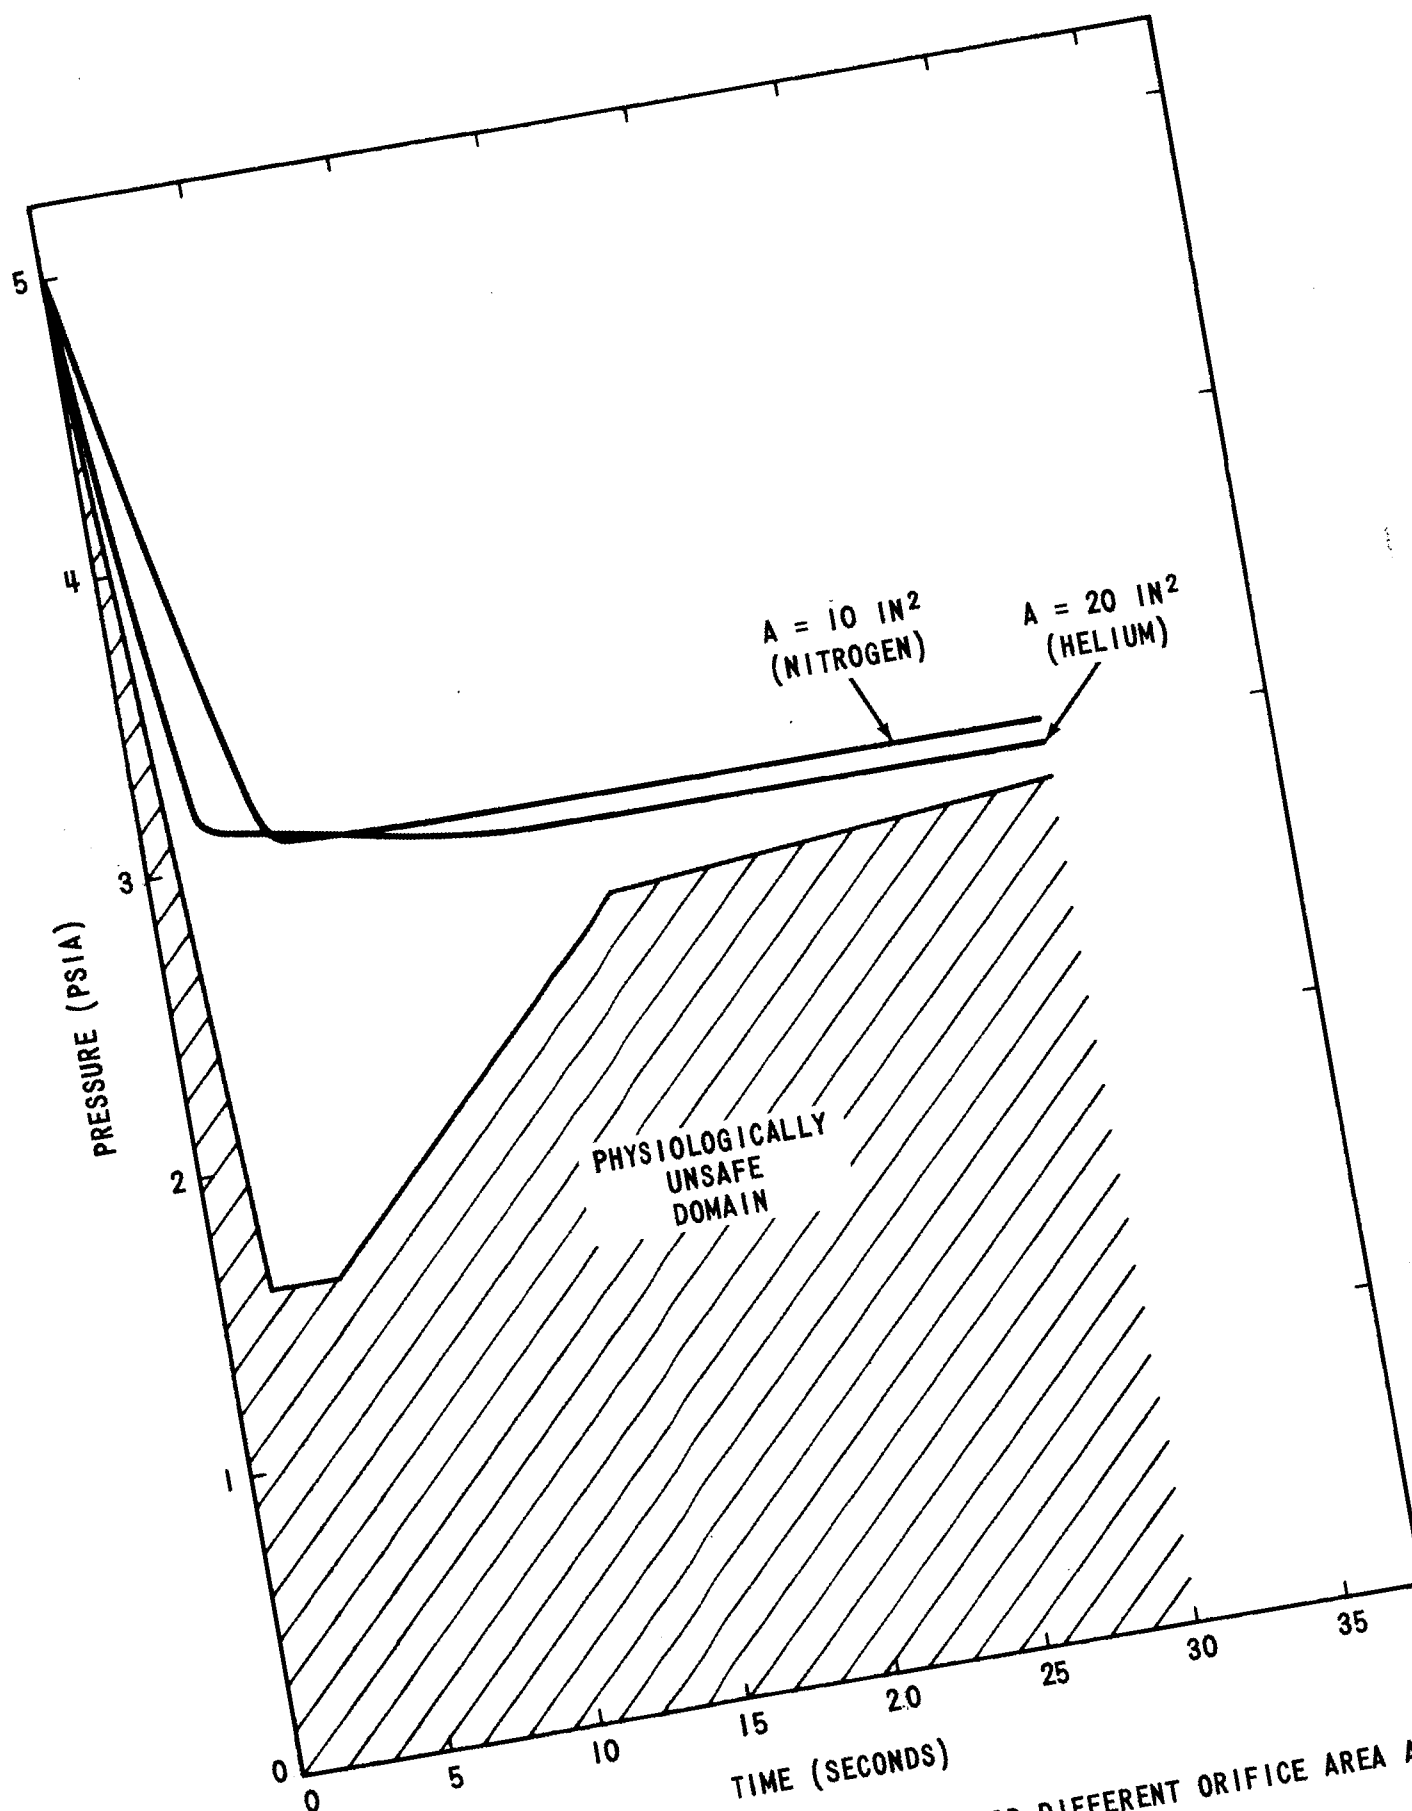 5
4
3
2
1
0
PRESSURE (PSIA)
A = 10 IN²
(NITROGEN)
A = 20 IN²
(HELIUM)
PHYSIOLOGICALLY
UNSAFE
DOMAIN
0
5
10
15
20
25
30
35
TIME (SECONDS)
DIFFERENT ORIFICE AREA